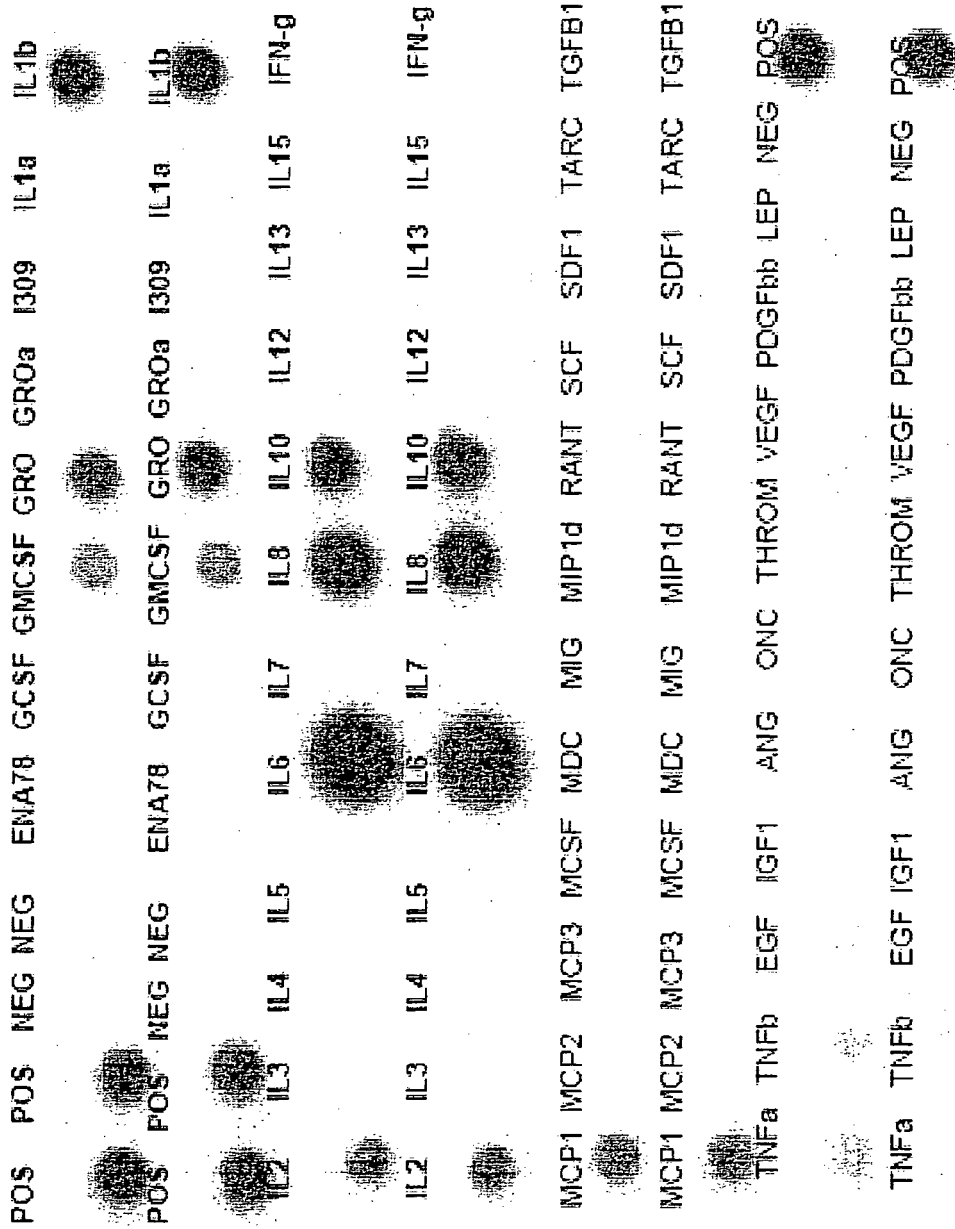 POS POS NEG NEG ENA78 GCSF GMCSF GRO GROa I309 IL1a IL1b
POS POS NEG NEG ENA78 GCSF GMCSF GRO GROa I309 IL1a IL1b
IL2 IL3 IL4 IL5 IL6 IL7 IL8 IL10 IL12 IL13 IL15 IFN-g
IL2 IL3 IL4 IL5 IL6 IL7 IL8 IL10 IL12 IL13 IL15 IFN-g
MCP1 MCP2 MCP3 MCSF MDC MIG MIP1d RANT SCF SDF1 TARC TGFB1
MCP1 MCP2 MCP3 MCSF MDC MIG MIP1d RANT SCF SDF1 TARC TGFB1
TNFa TNFb EGF IGF1 ANG ONC THROM VEGF PDGFbb LEP NEG POS
TNFa TNFb EGF IGF1 ANG ONC THROM VEGF PDGFbb LEP NEG POS